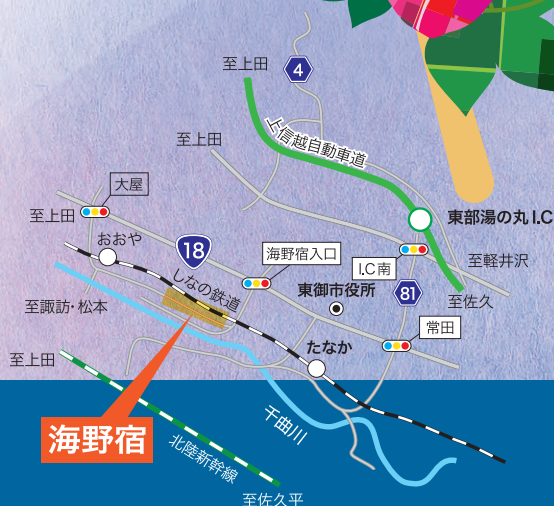 至上田
4
上信越自動車道
至上田
大屋
至上田
おおや
18
海野宿入口
東部湯の丸I.C
I.C南
至軽井沢
しなの鉄道
東御市役所
81
至佐久
至諏訪・松本
常田
たなか
至上田
海野宿
千曲川
北陸新幹線
至佐久平